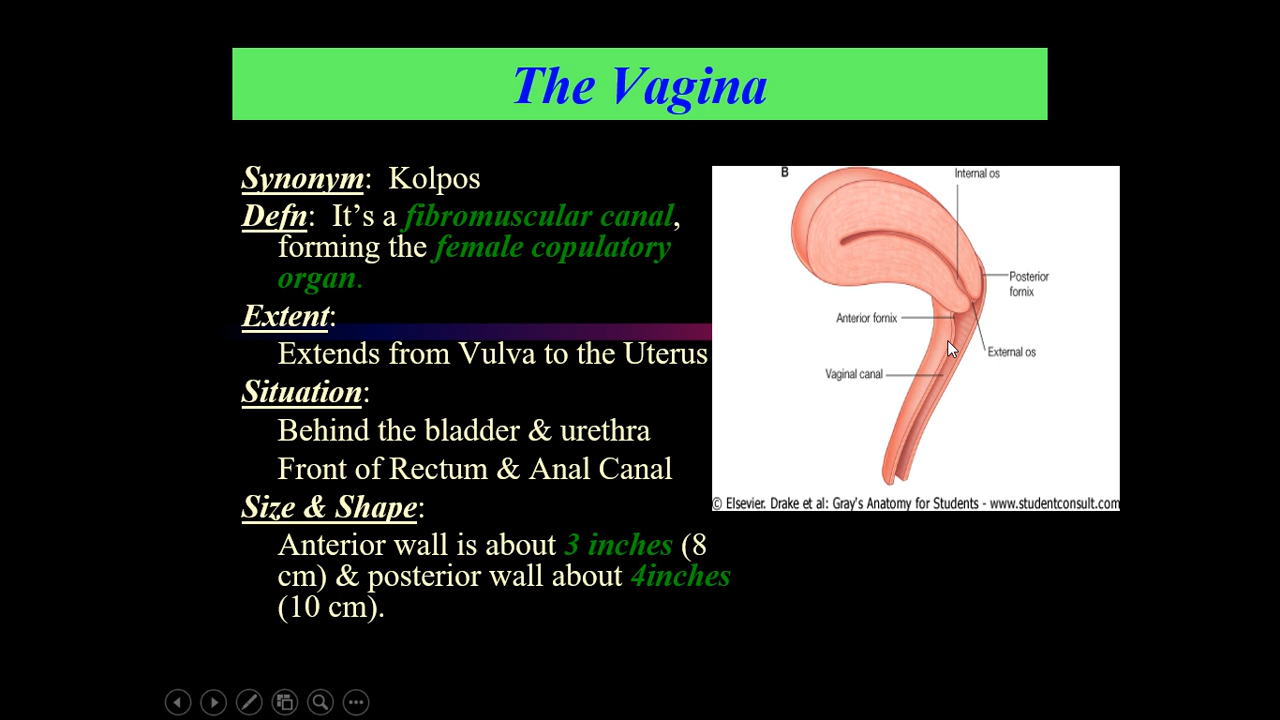 The Vagina
Synonym: Kolpos
Defn: It’s a fibromuscular canal,
forming the female copulatory
organ.
Extent:
Extends from Vulva to the Uterus
Situation:
Behind the bladder & urethra
Front of Rectum & Anal Canal
Size & Shape:
Anterior wall is about 3 inches (8
cm) & posterior wall about 4inches
(10 cm).
B
Internal os
Posterior
fornix
Anterior fornix
External os
Vaginal canal
© Elsevier. Drake et al: Gray's Anatomy for Students - www.studentconsult.com